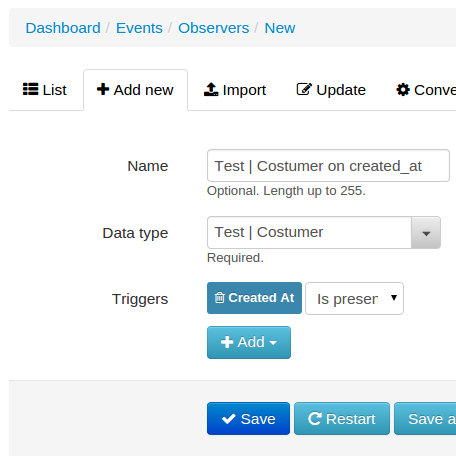 Dashboard / Events / Observers / New
List Add new Import Update Conve
Name Test | Costumer on created_at
Optional. Length up to 255.
Data type Test | Costumer
Required.
Triggers Created At Is presen
Add
Save Restart Save a